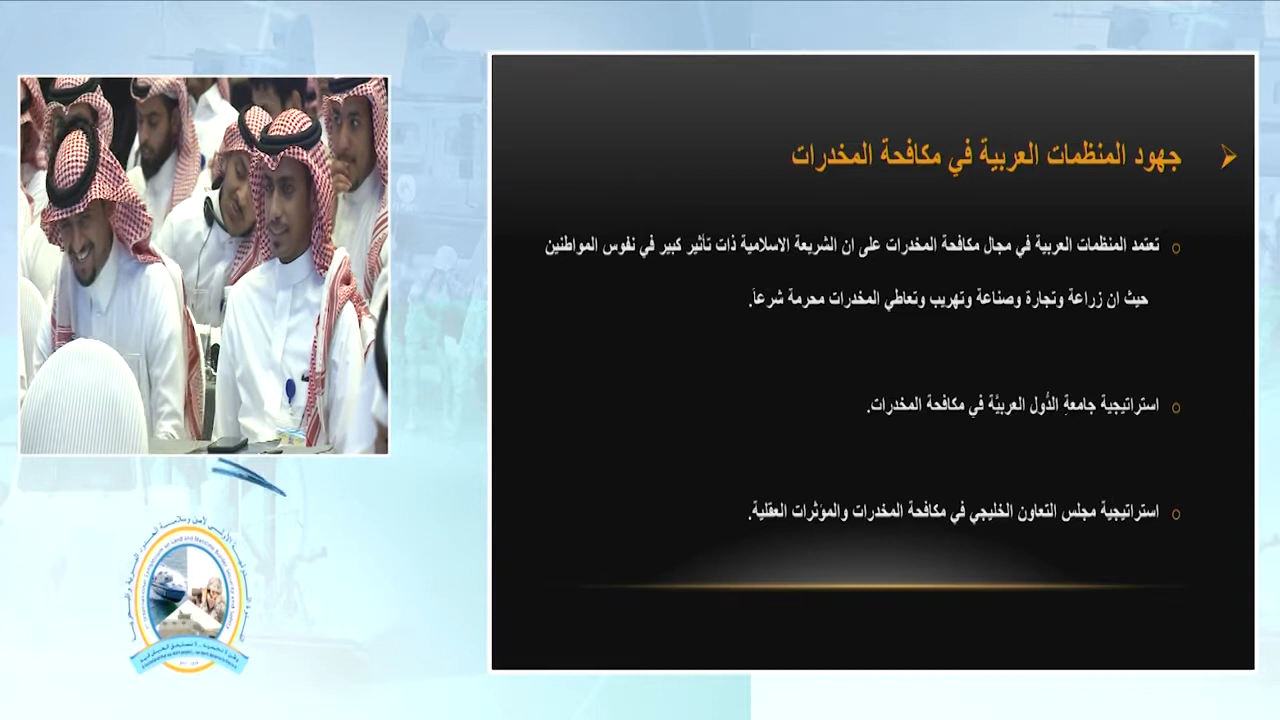 جهود المنظمات العربية في مكافحة المخدرات
تعتمد المنظمات العربية في مجال مكافحة المخدرات على ان الشريعة الاسلامية ذات تأثير كبير في نفوس المواطنين
حيث ان زراعة وتجارة وصناعة وتهريب وتعاطي المخدرات محرمة شرعاً.
استراتيجية جامعةِ الدُّول العربيَّة في مكافحة المخدرات.
استراتيجية مجلس التعاون الخليجي في مكافحة المخدرات والمؤثرات العقلية.